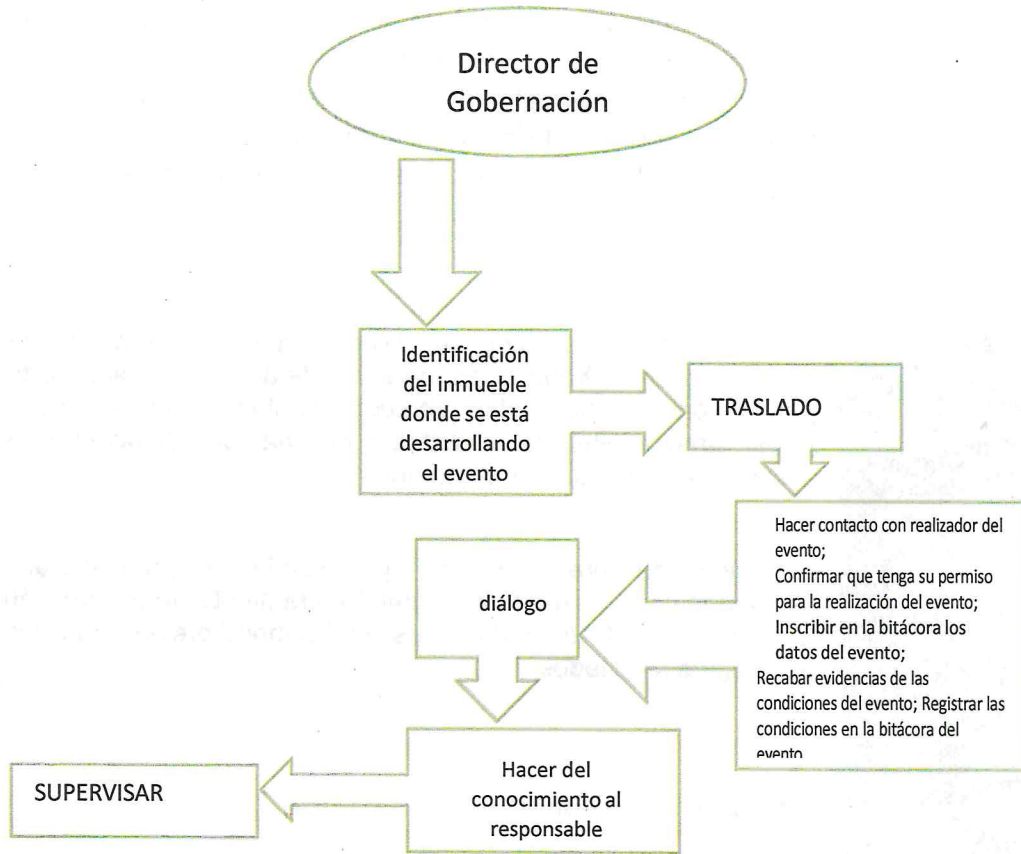 Director de
Gobernación
Identificación
del inmueble
donde se está
desarrollando
el evento
TRASLADO
Hacer contacto con realizador del
evento;
Confirmar que tenga su permiso
para la realización del evento;
Inscribir en la bitácora los
datos del evento;
Recabar evidencias de las
condiciones del evento; Registrar las
condiciones en la bitácora del
evento
diálogo
Hacer del
conocimiento al
responsable
SUPERVISAR